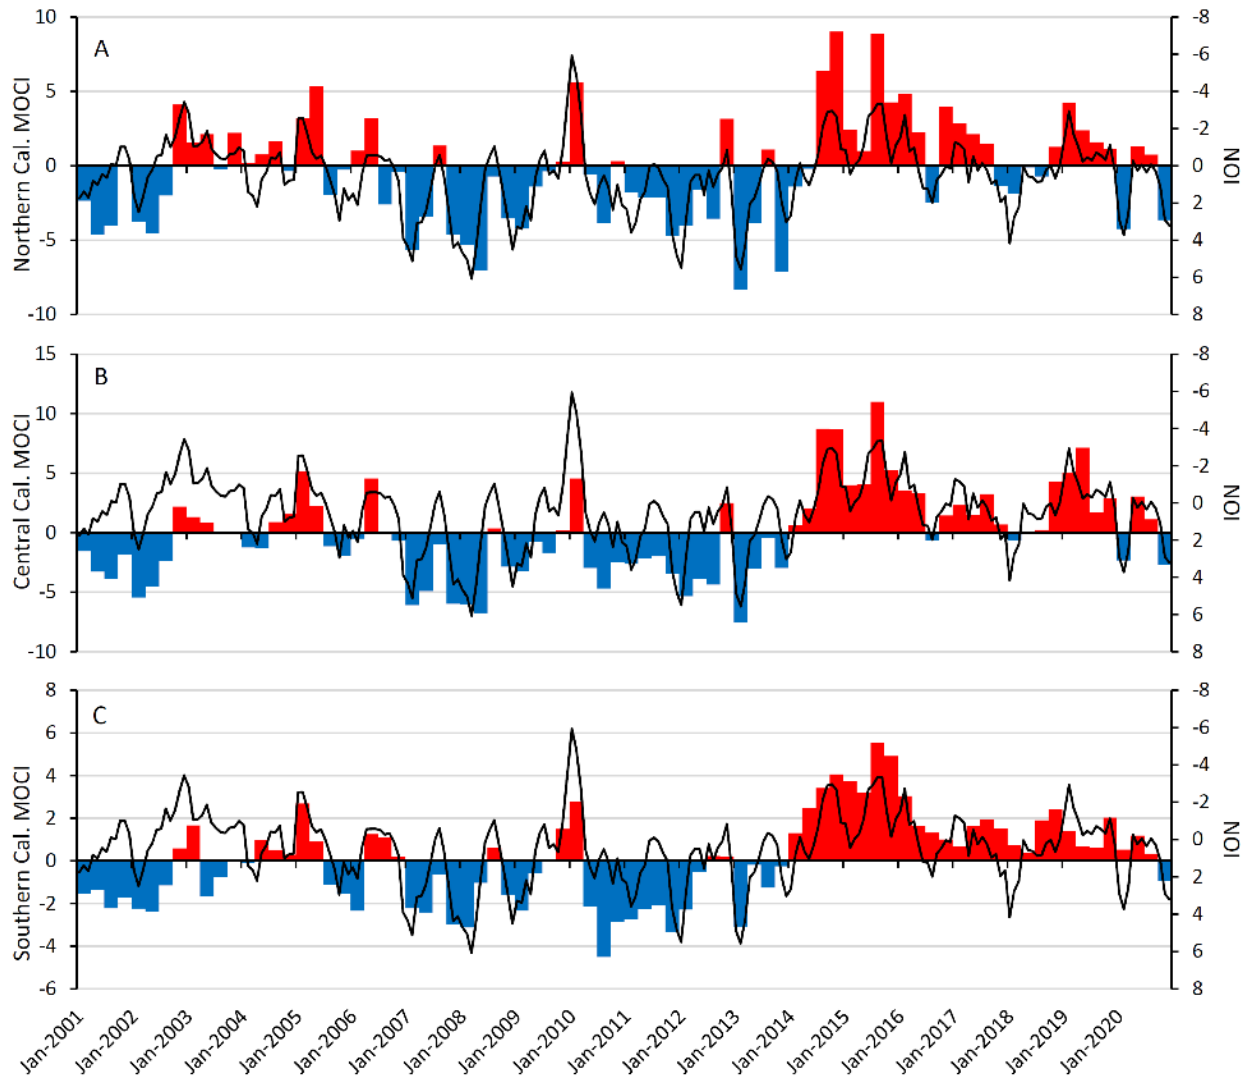 A
Northern Cal. MOCI
10
5
0
-5
-10
-8
-6
-4
-2
0
2
4
6
8
NOI
B
Central Cal. MOCI
15
10
5
0
-5
-10
-8
-6
-4
-2
0
2
4
6
8
NOI
C
Southern Cal. MOCI
8
6
4
2
0
-2
-4
-6
-8
-6
-4
-2
0
2
4
6
8
NOI
Jan-2001
Jan-2002
Jan-2003
Jan-2004
Jan-2005
Jan-2006
Jan-2007
Jan-2008
Jan-2009
Jan-2010
Jan-2011
Jan-2012
Jan-2013
Jan-2014
Jan-2015
Jan-2016
Jan-2017
Jan-2018
Jan-2019
Jan-2020